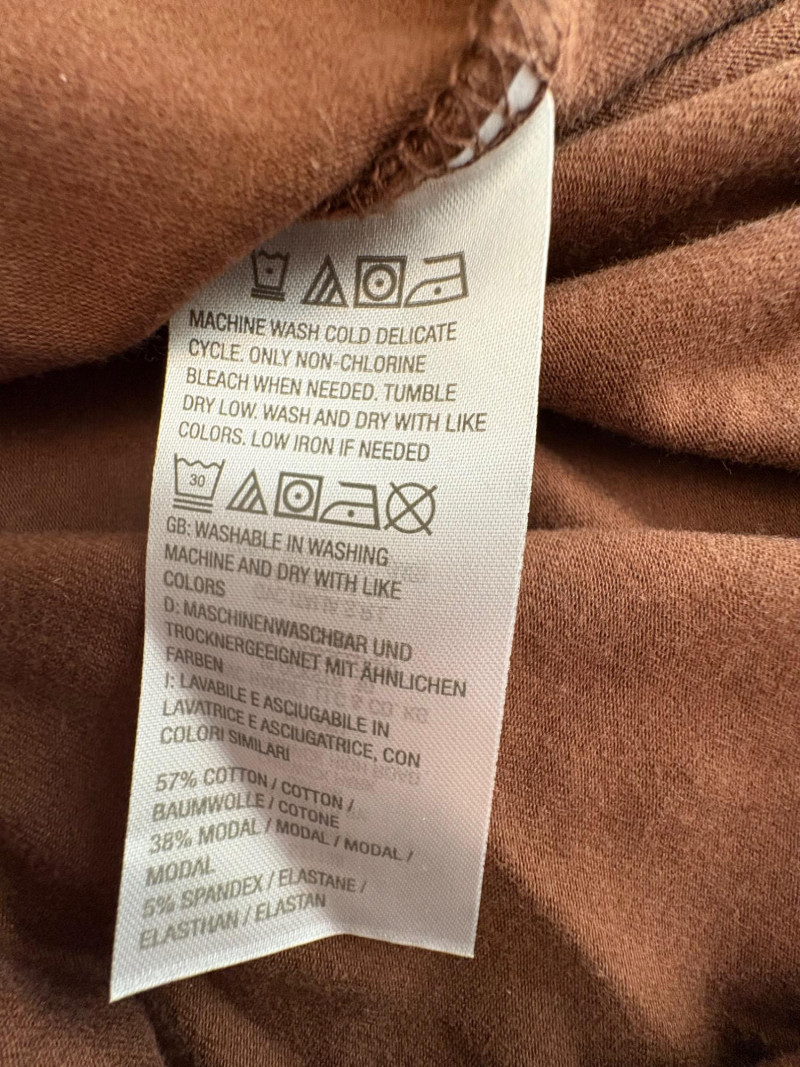 MACHINE WASH COLD DELICATE
CYCLE. ONLY NON-CHLORINE
BLEACH WHEN NEEDED. TUMBLE
DRY LOW. WASH AND DRY WITH LIKE
COLORS. LOW IRON IF NEEDED
30
GB: WASHABLE IN WASHING
MACHINE AND DRY WITH LIKE
COLORS
D: MASCHINENWASCHBAR UND
TROCKNERGEEIGNET MIT ÄHNLICHEN
FARBEN
I: LAVABILE E ASCIUGABILE IN
LAVATRICE E ASCIUGATRICE, CON
COLORI SIMILARI
57% COTTON / COTTON /
BAUMWOLLE / COTONE
38% MODAL / MODAL / MODAL /
MODAL
5% SPANDEX / ELASTANE /
ELASTHAN / ELASTAN